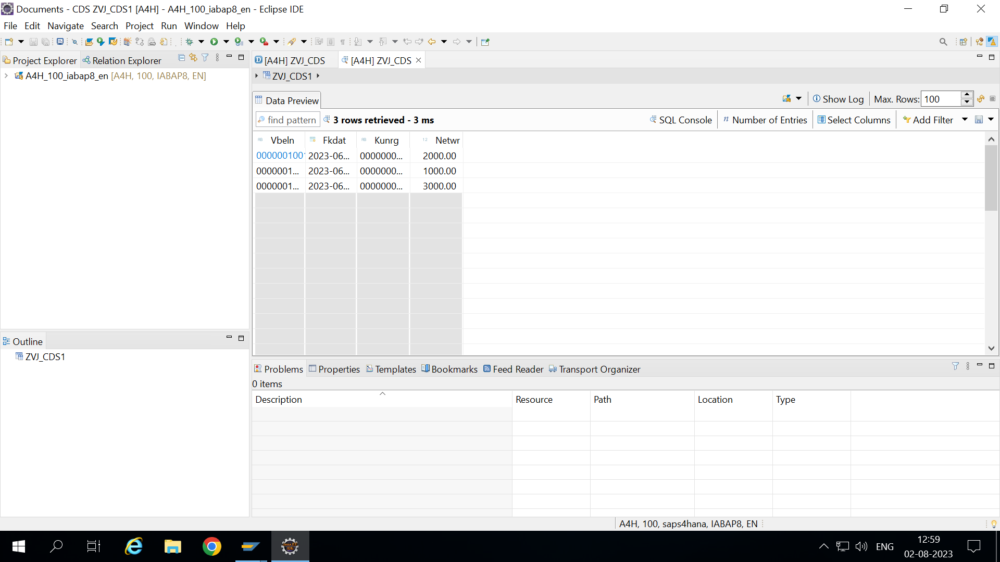 Documents - CDS ZVJ_CDS1 [A4H] - A4H_100_iabap8_en - Eclipse IDE
File Edit Navigate Search Project Run Window Help
Project Explorer Relation Explorer
A4H_100_iabap8_en [A4H, 100, IABAP8, EN]
[A4H] ZVJ_CDS [A4H] ZVJ_CDS
ZVJ_CDS1
Data Preview Show Log Max. Rows: 100
find pattern 3 rows retrieved - 3 ms SQL Console Number of Entries Select Columns Add Filter
Vbeln Fkdat Kunrg Netwr
0000001001 2023-06... 0000000... 2000.00
0000001... 2023-06... 0000000... 1000.00
0000001... 2023-06... 0000000... 3000.00
Outline
ZVJ_CDS1
Problems Properties Templates Bookmarks Feed Reader Transport Organizer
0 items
Description Resource Path Location Type
A4H, 100, saps4hana, IABAP8, EN
ENG
12:59
02-08-2023